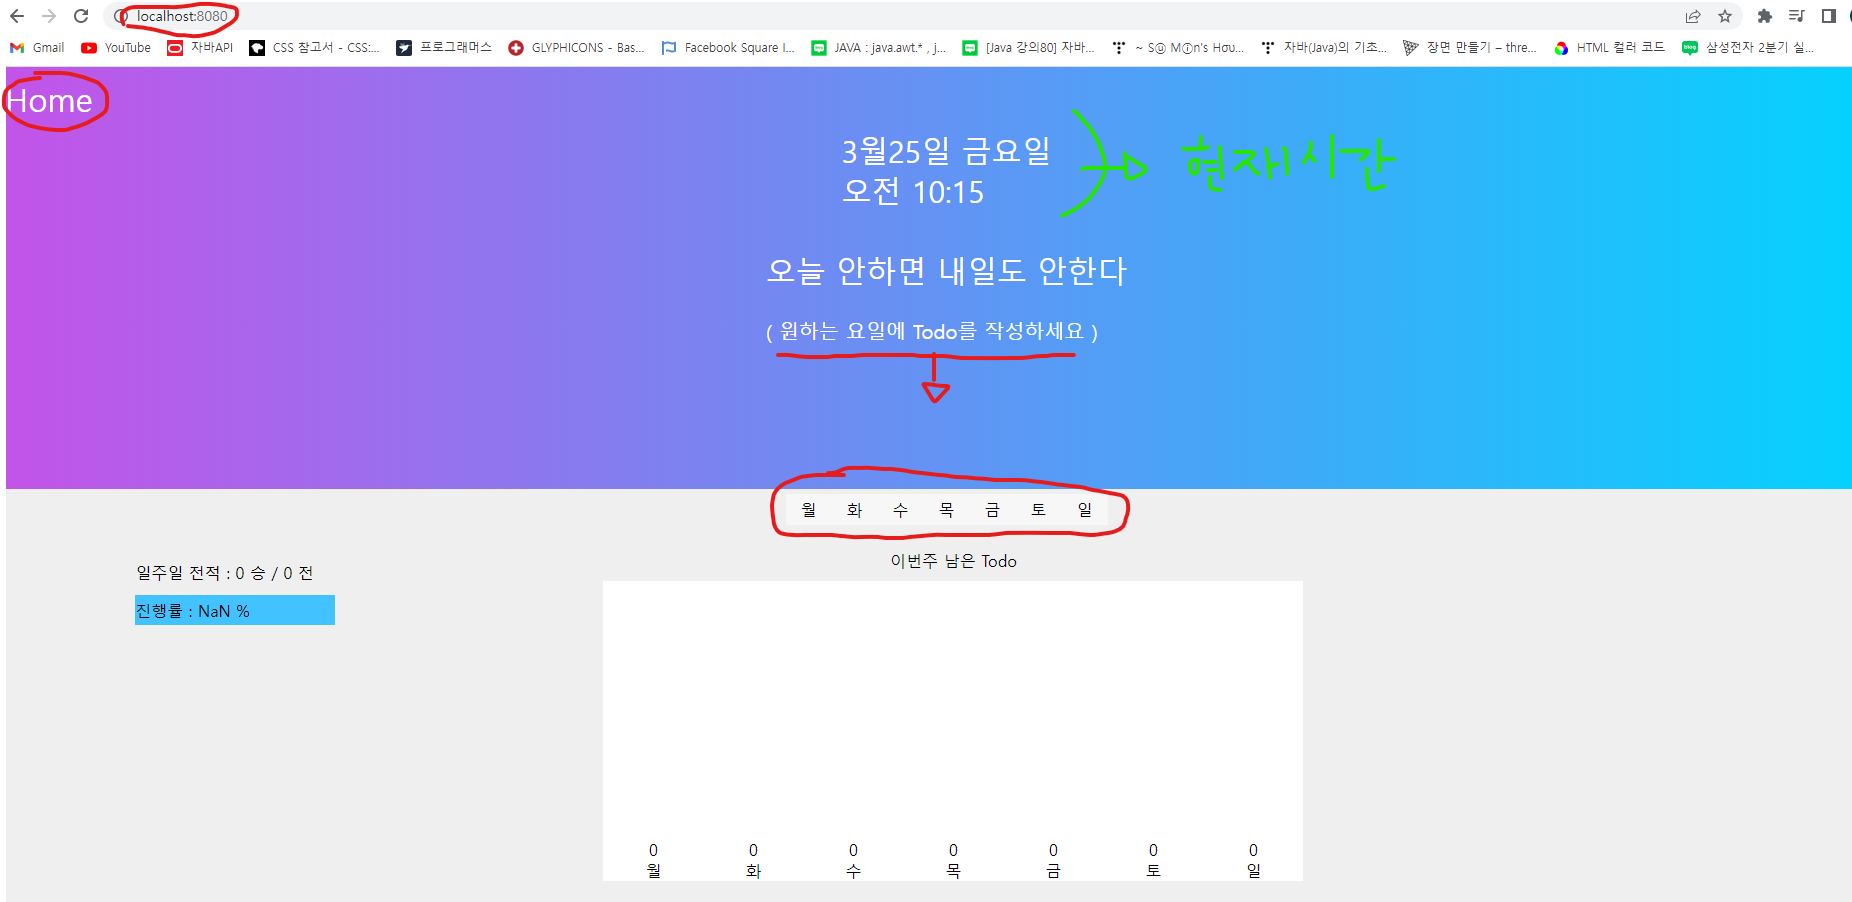 localhost:8080
Gmail YouTube 자바API CSS 참고서 - CSS:... 프로그래머스 GLYPHICONS - Bas... Facebook Square I... JAVA : java.awt.* , j... [Java 강의80] 자바... ~ Sⓤ Mⓘn's Hσu... 자바(Java)의 기초... 장면 만들기 – thre... HTML 컬러 코드 삼성전자 2분기 실...
Home
3월25일 금요일
오전 10:15
현재시간
오늘 안하면 내일도 안한다
( 원하는 요일에 Todo를 작성하세요 )
월 화 수 목 금 토 일
이번주 남은 Todo
일주일 전적 : 0 승 / 0 전
진행률 : NaN %
0 0 0 0 0 0 0
월 화 수 목 금 토 일